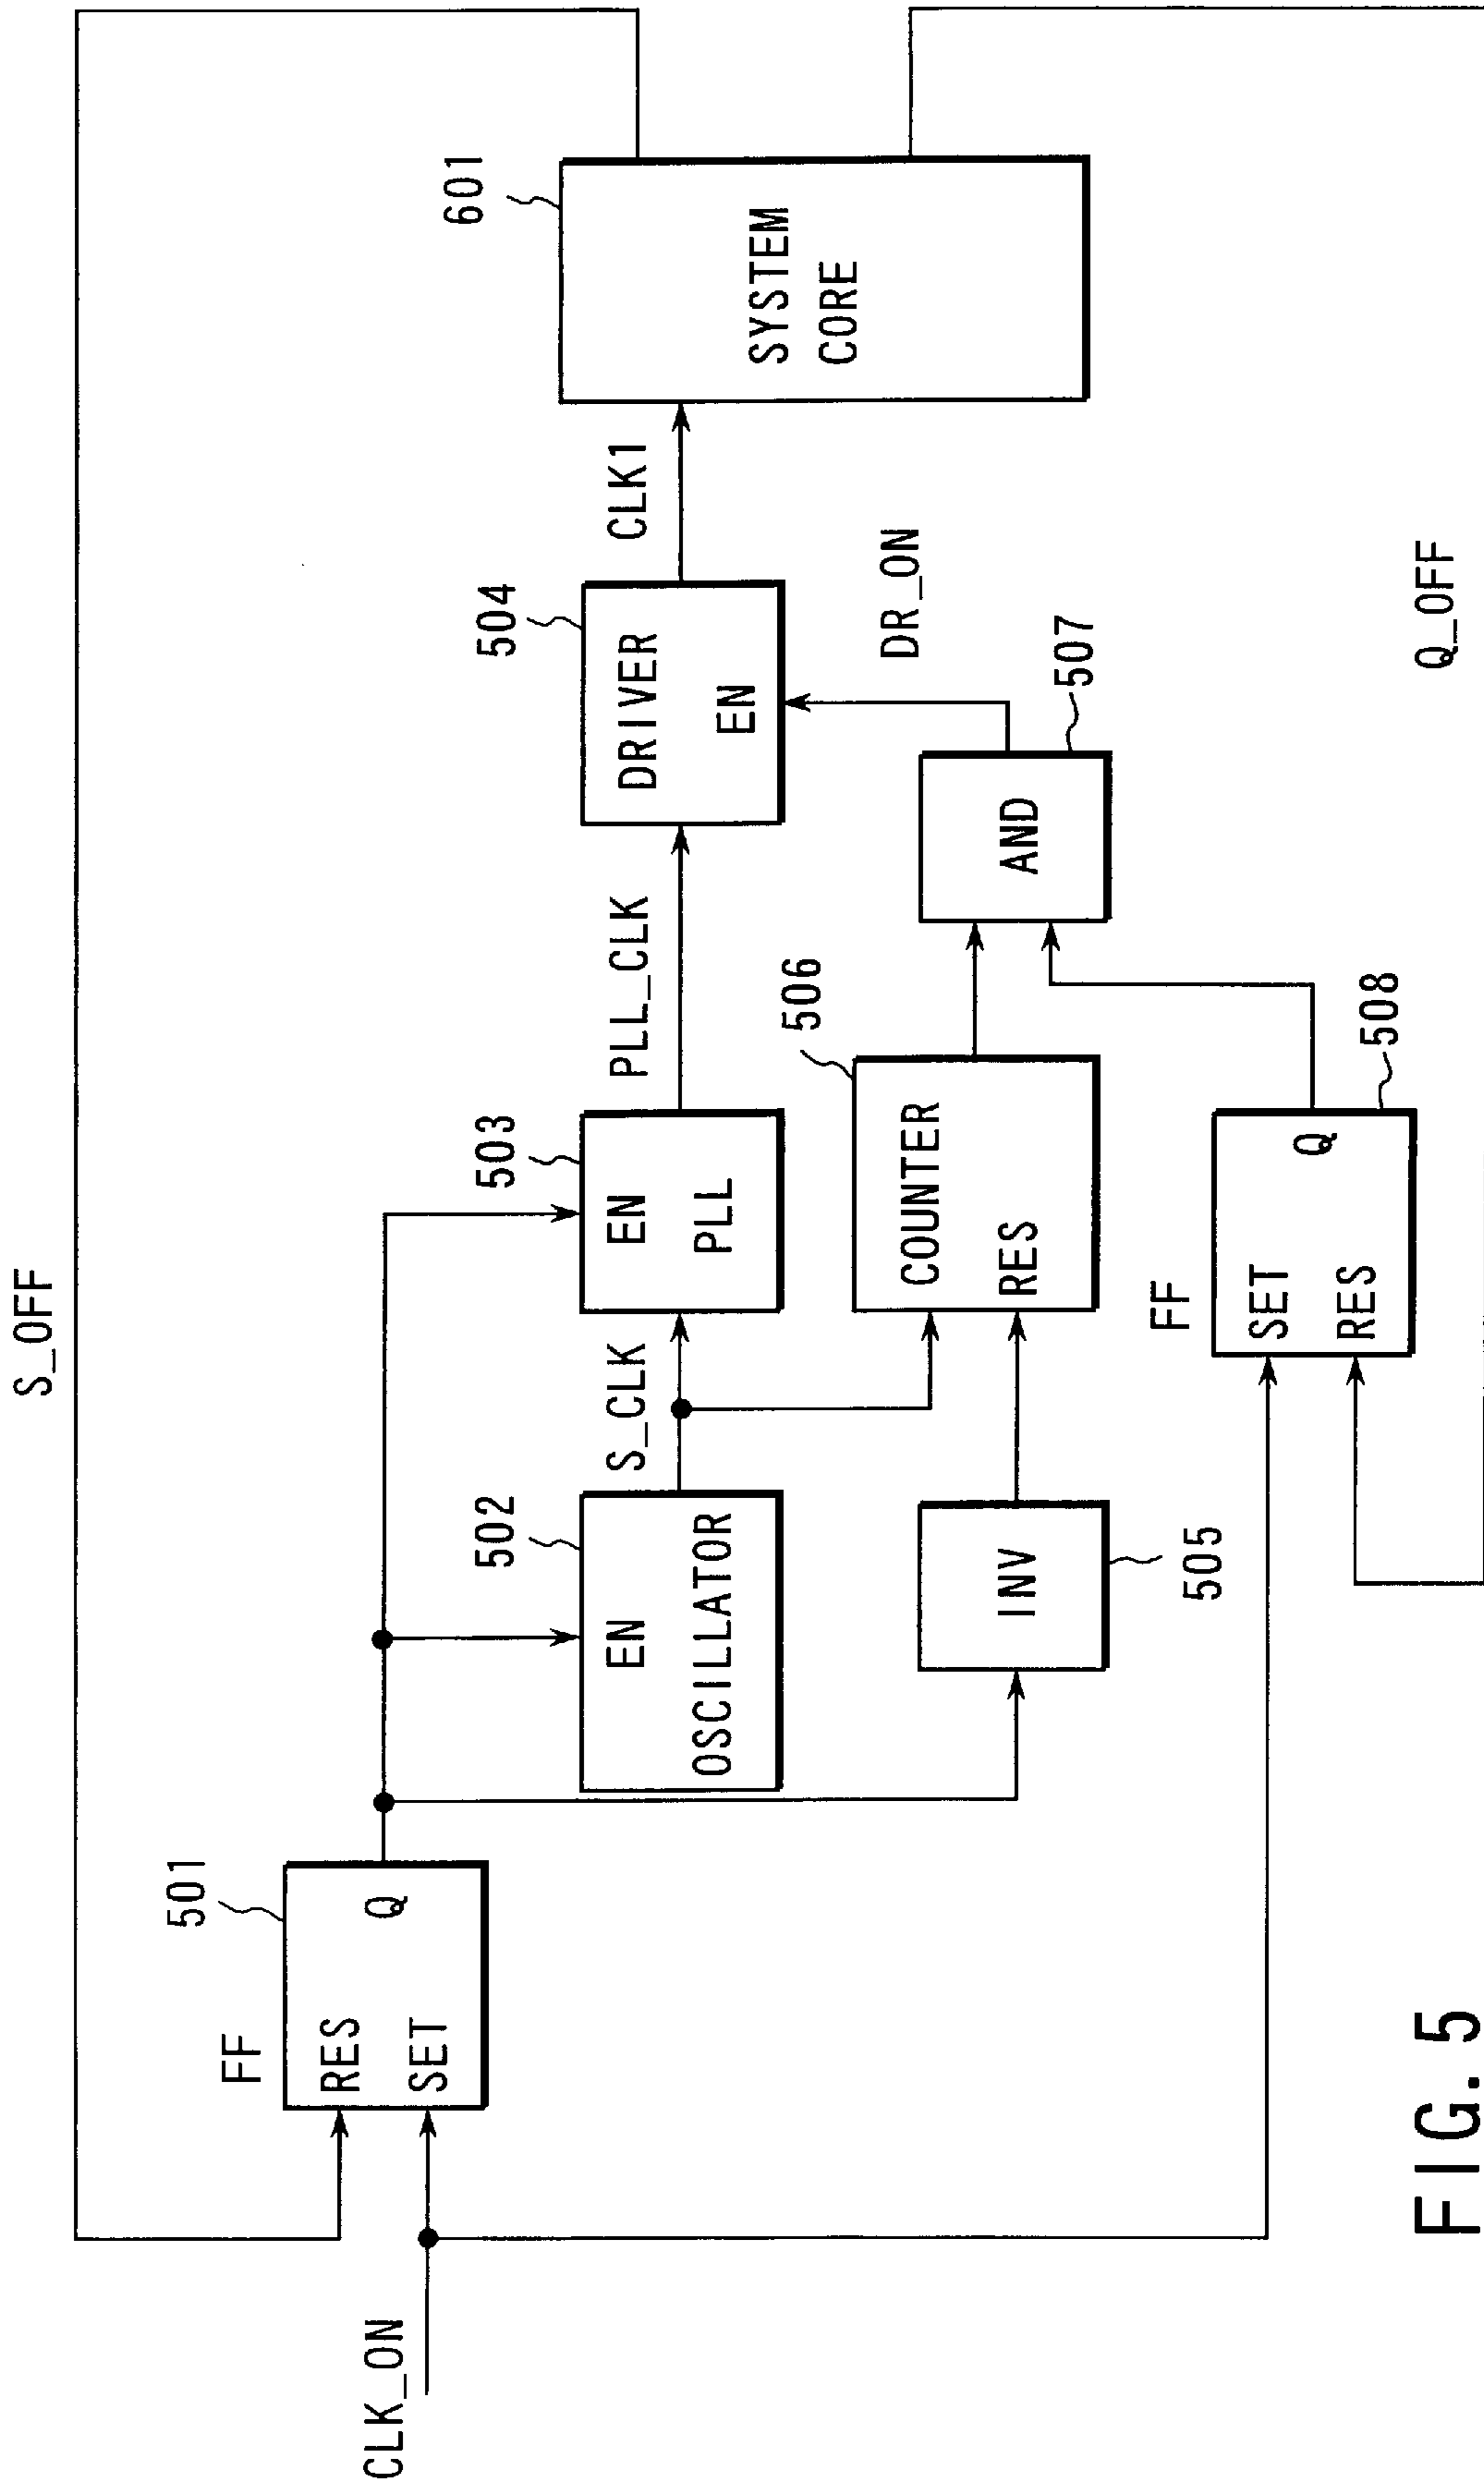 S_OFF
FF
501
RES
Q
SET
CLK_ON
502
EN
OSCILLATOR
S_CLK
503
EN
PLL
PLL_CLK
504
DRIVER
EN
CLK1
601
SYSTEM
CORE
INV
505
506
COUNTER
RES
AND
507
DR_ON
FF
SET
Q
RES
508
Q_OFF
FIG. 5